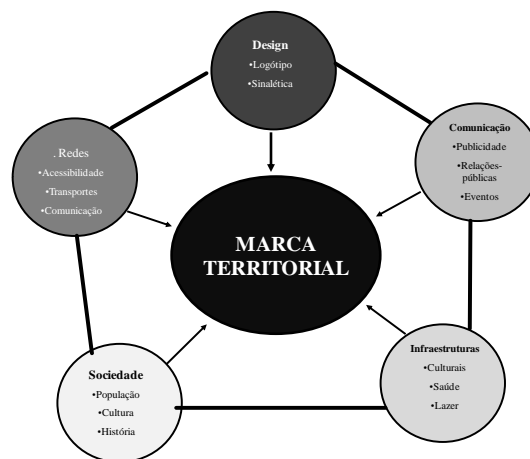 Design
•Logótipo
•Sinalética
Comunicação
•Publicidade
•Relações-
públicas
•Eventos
. Redes
•Acessibilidade
•Transportes
•Comunicação
MARCA
TERRITORIAL
Infraestruturas
•Culturais
•Saúde
•Lazer
Sociedade
•População
•Cultura
•História